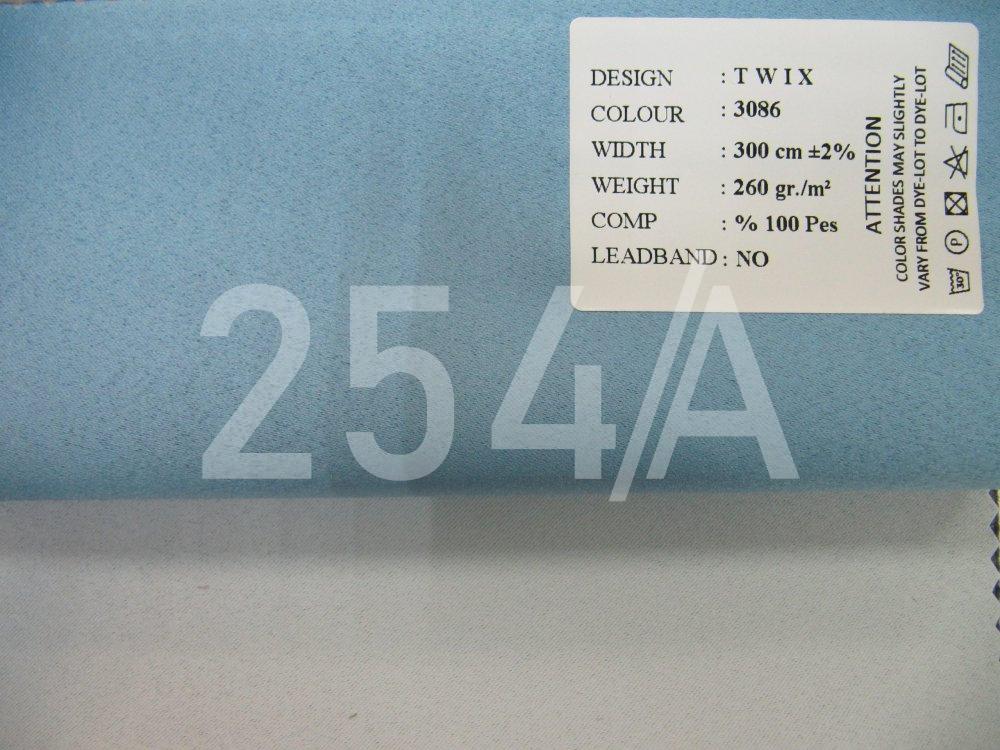 DESIGN : T W I X
COLOUR : 3086
WIDTH : 300 cm ±2%
WEIGHT : 260 gr./m²
COMP : % 100 Pes
LEADBAND : NO
ATTENTION
COLOR SHADES MAY SLIGHTLY
VARY FROM DYE-LOT TO DYE-LOT
P
30°
254//A